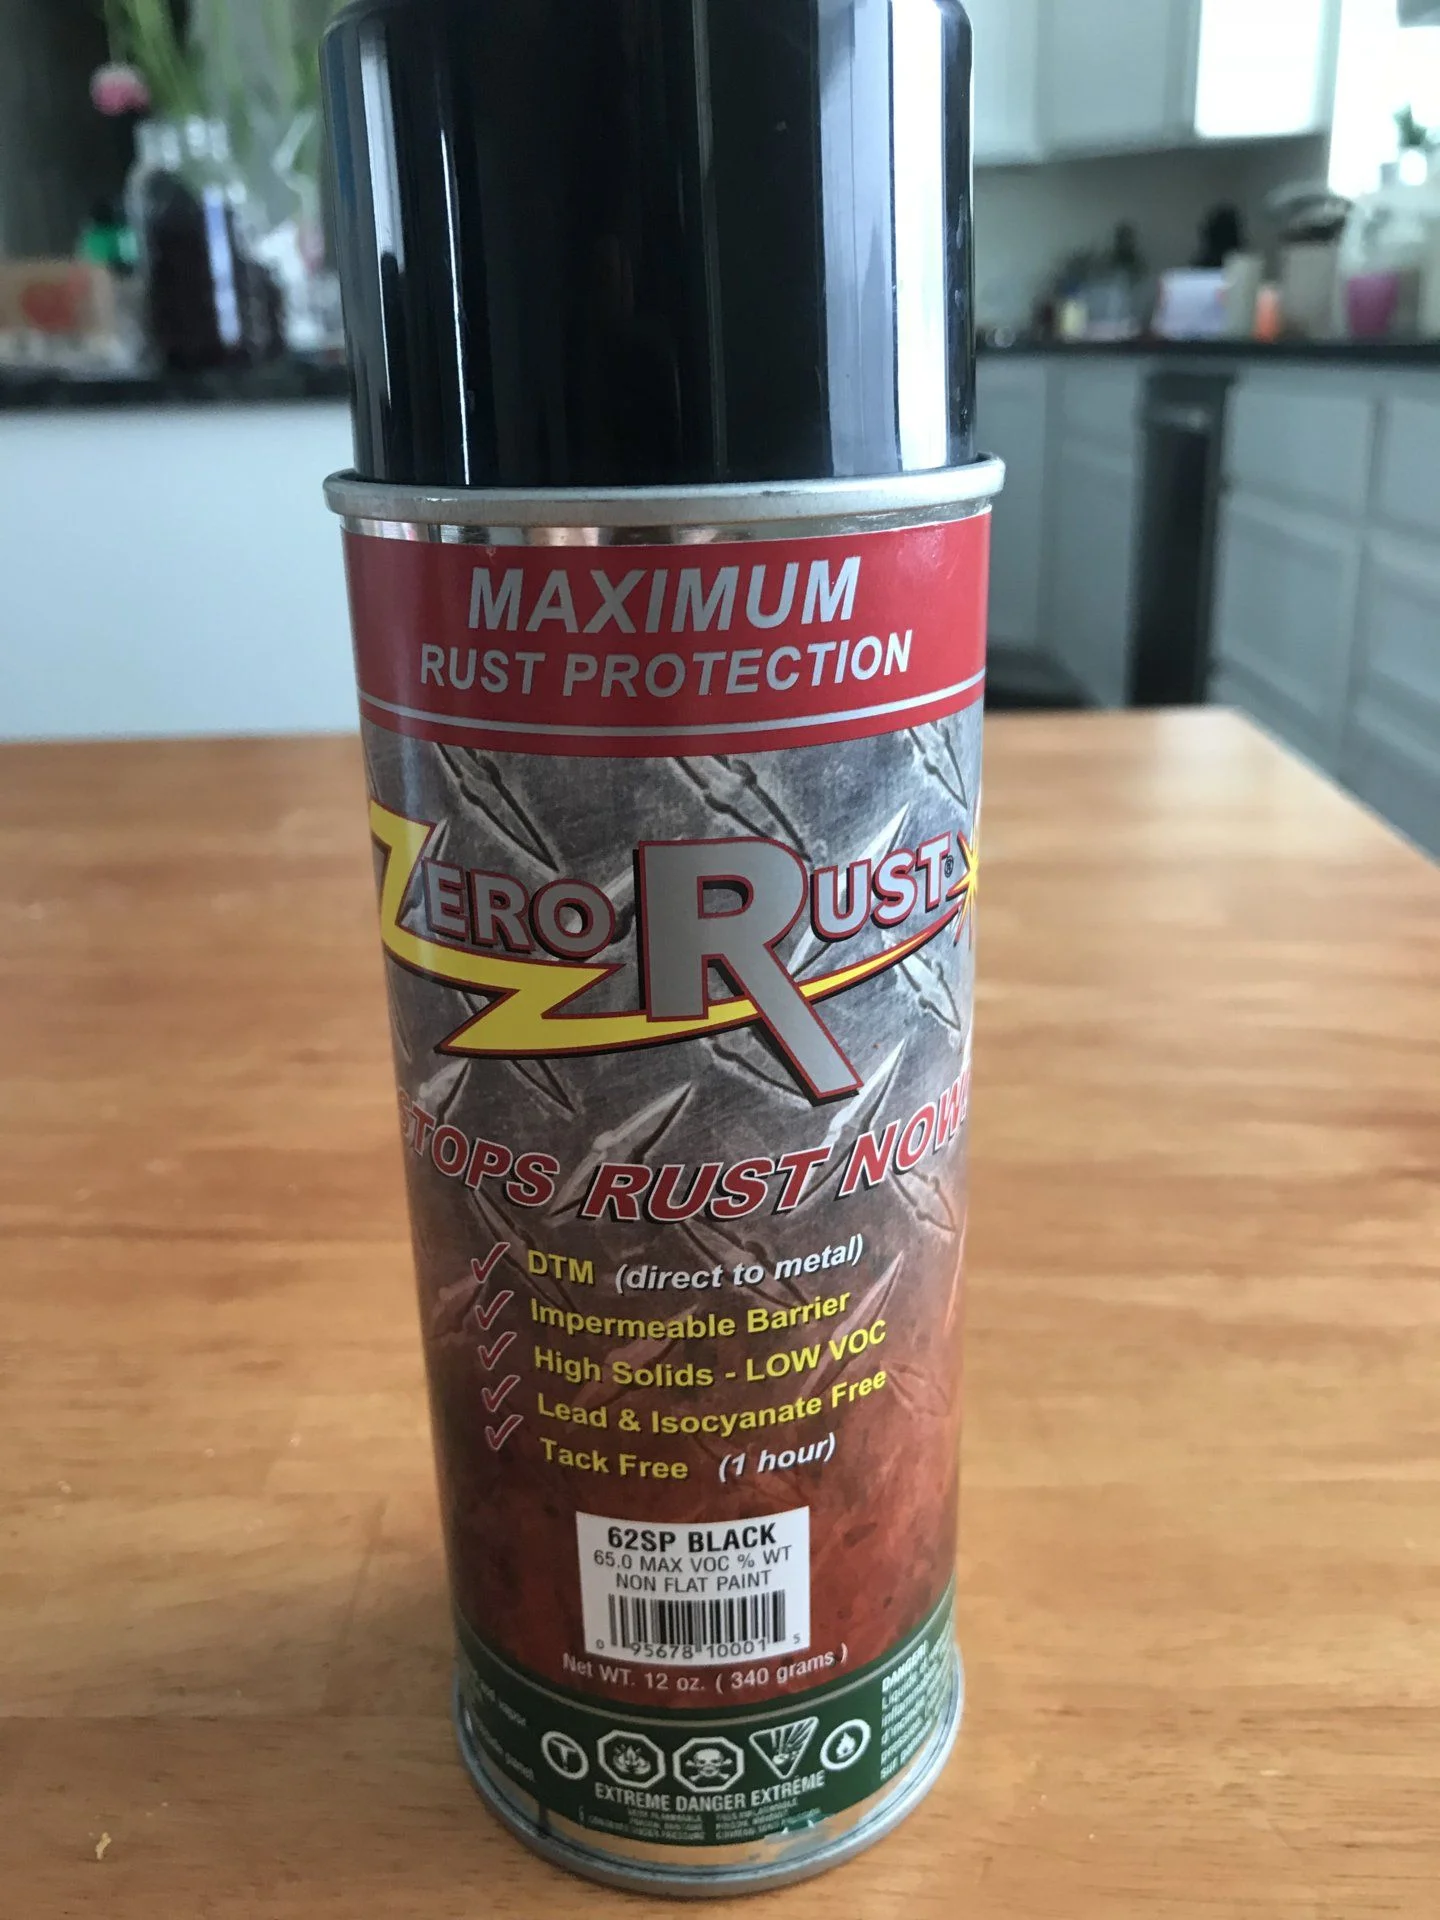 MAXIMUM
RUST PROTECTION
ZERO RUST®
STOPS RUST NOW!
DTM (direct to metal)
Impermeable Barrier
High Solids - LOW VOC
Lead & Isocyanate Free
Tack Free (1 hour)
62SP BLACK
65.0 MAX VOC % WT
NON FLAT PAINT
0 95678 10001 5
Net WT. 12 oz. ( 340 grams )
DANGER!
T
EXTREME DANGER EXTRÊME